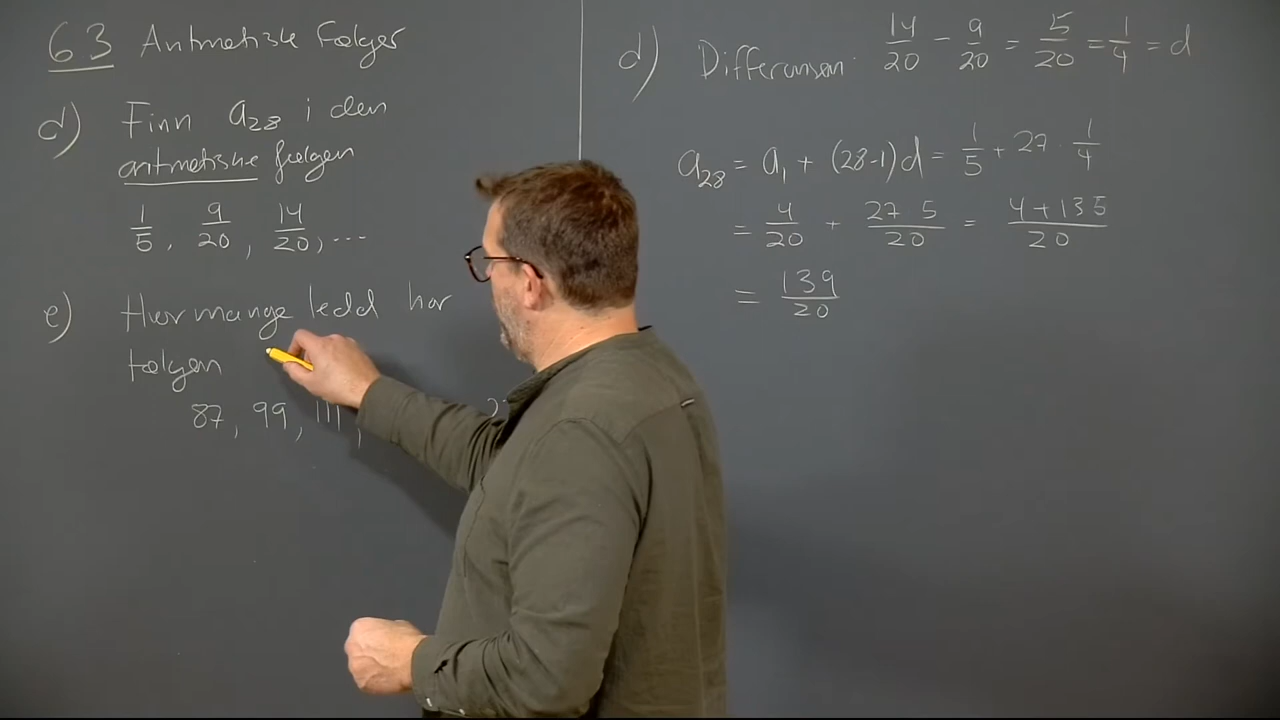 6.3 Aritmetiske Følger
d) Finn a₂₈ i den
aritmetiske følgen
1/5, 9/20, 14/20, ...
e) Hvor mange ledd har
følgen
87, 99, 111,
d) Differansen: 14/20 - 9/20 = 5/20 = 1/4 = d
a₂₈ = a₁ + (28-1)d = 1/5 + 27 · 1/4
= 4/20 + 27·5/20 = 4+135/20
= 139/20